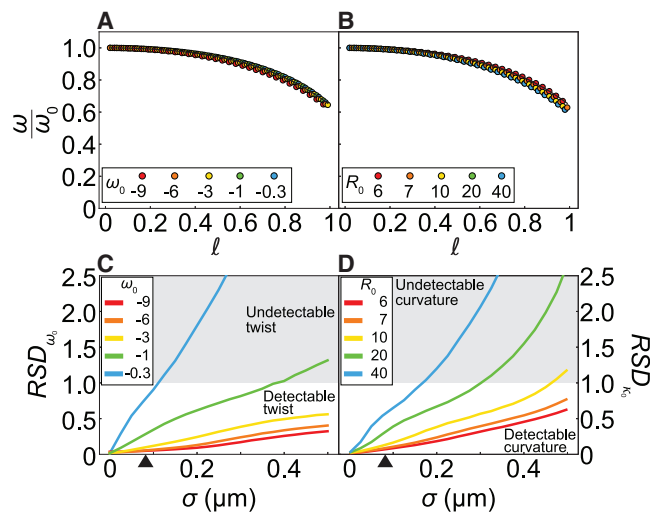 A
B
ω/ω₀
1.0
0.8
0.6
0.4
0.2
0
ω₀ -9 -6 -3 -1 -0.3
R₀ 6 7 10 20 40
0 0.2 0.4 0.6 0.8 1 0 0.2 0.4 0.6 0.8 1
ℓ ℓ
C
D
RSD_ω₀
2.5
2.0
1.5
1.0
0.5
0
ω₀
-9
-6
-3
-1
-0.3
Undetectable
twist
Detectable
twist
R₀
6
7
10
20
40
Undetectable
curvature
Detectable
curvature
2.5
2.0
1.5
1.0
0.5
0
RSD_K₀
0 0.2 0.4 0 0.2 0.4
σ (μm) σ (μm)